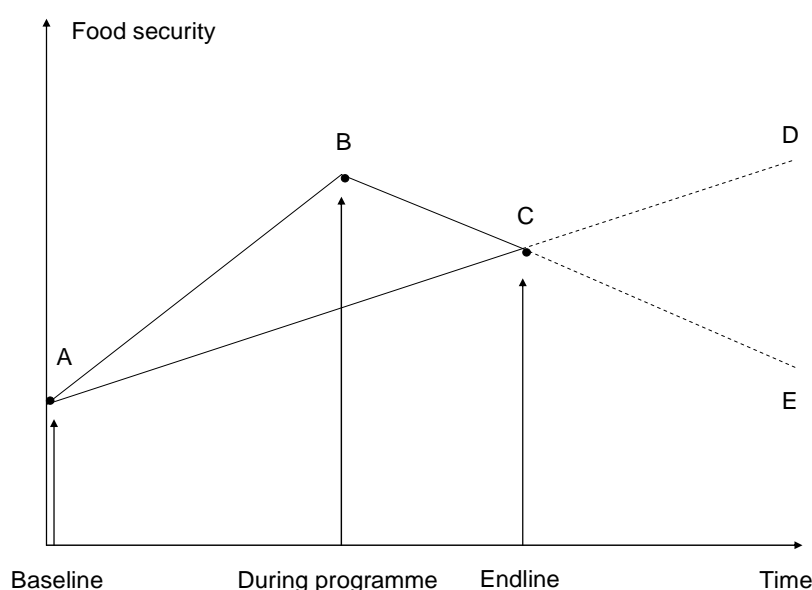 Food security
D
B
C
A
E
Baseline
During programme
Endline
Time